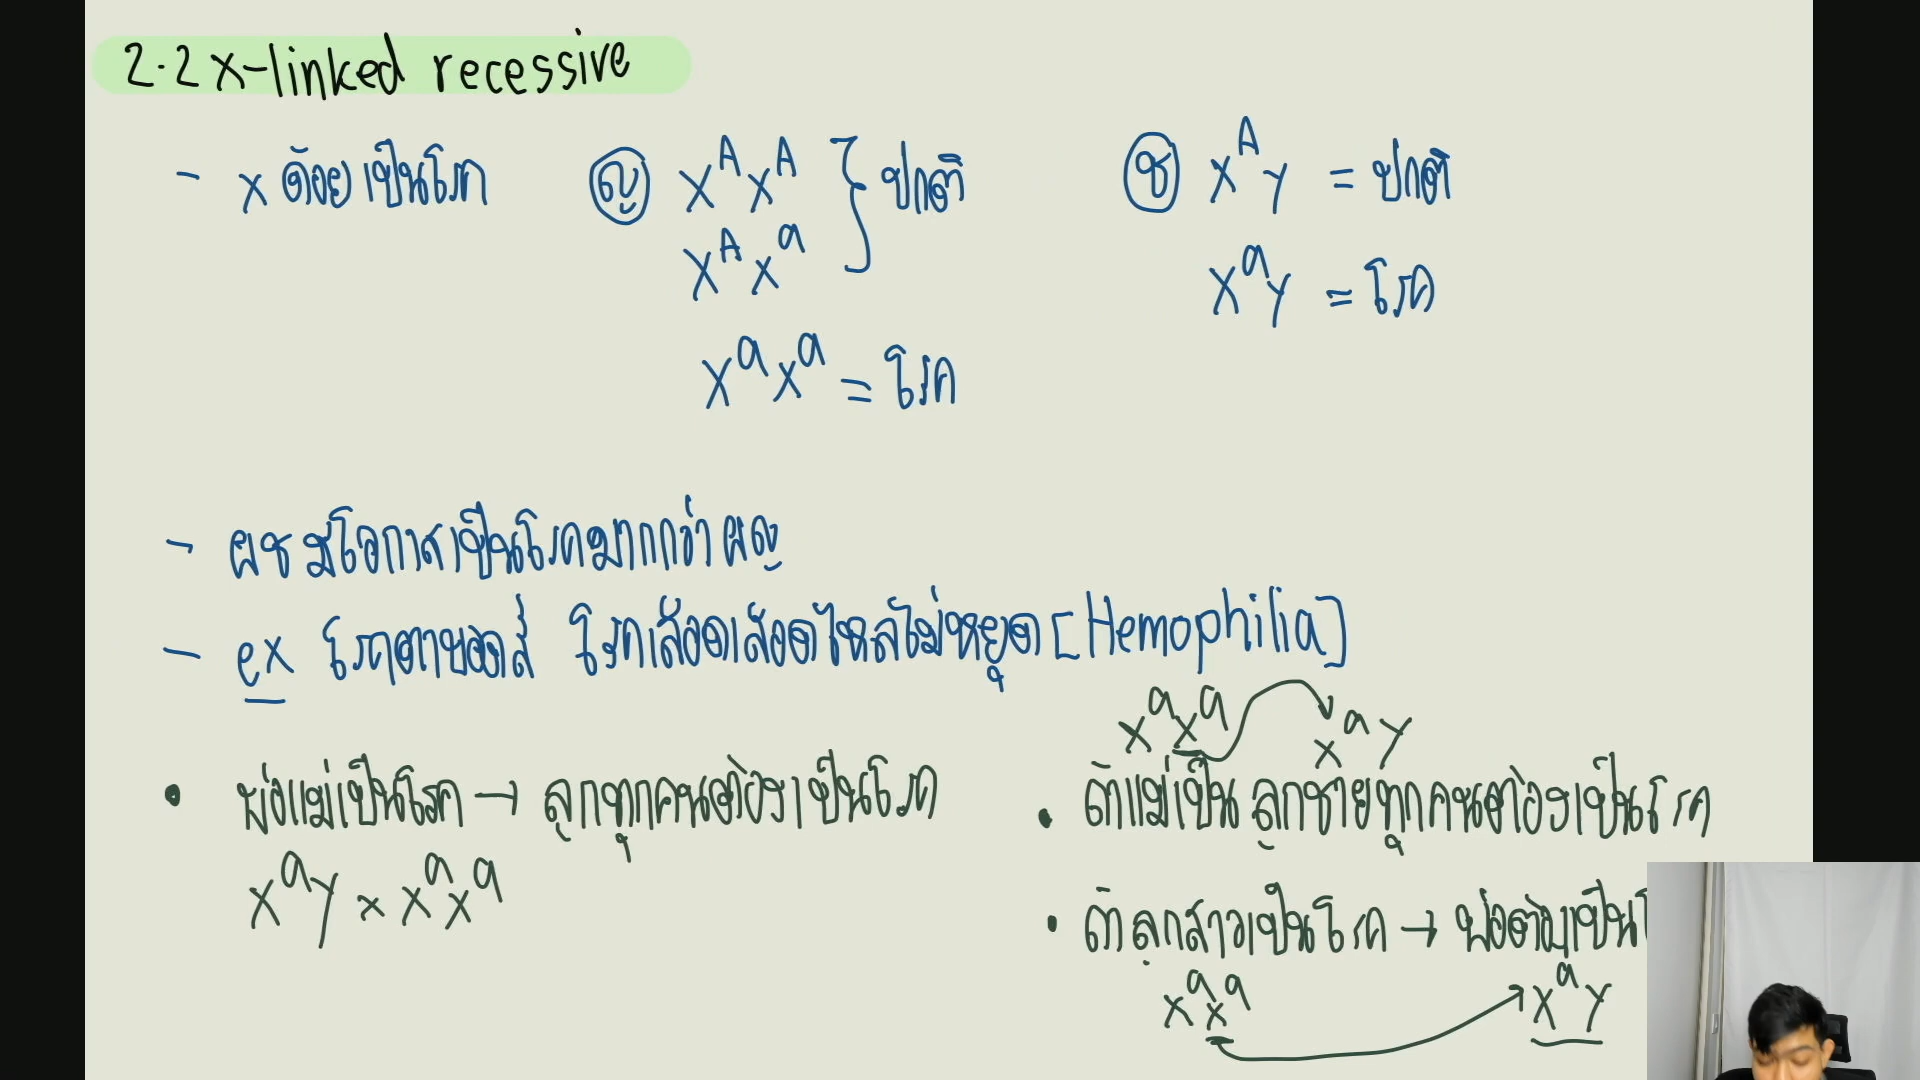 2.2 X-linked recessive
- X ด้อยเป็นโรค
ญ X^A X^A } ปกติ
X^A X^a
X^a X^a = โรค
ช X^A Y = ปกติ
X^a Y = โรค
- ผช มีโอกาสเป็นโรคมากกว่า ผญ
- ex โรคตาบอดสี โรคเลือดเลือดไหลไม่หยุด [Hemophilia]
• พ่อแม่เป็นโรค → ลูกทุกคนต้องเป็นโรค
X^a Y × X^a X^a
X^a X^a X^a Y
• ถ้าแม่เป็น ลูกชายทุกคนต้องเป็นโรค
• ถ้าลูกสาวเป็นโรค → พ่อต้องเป็น
X^a X^a X^a Y